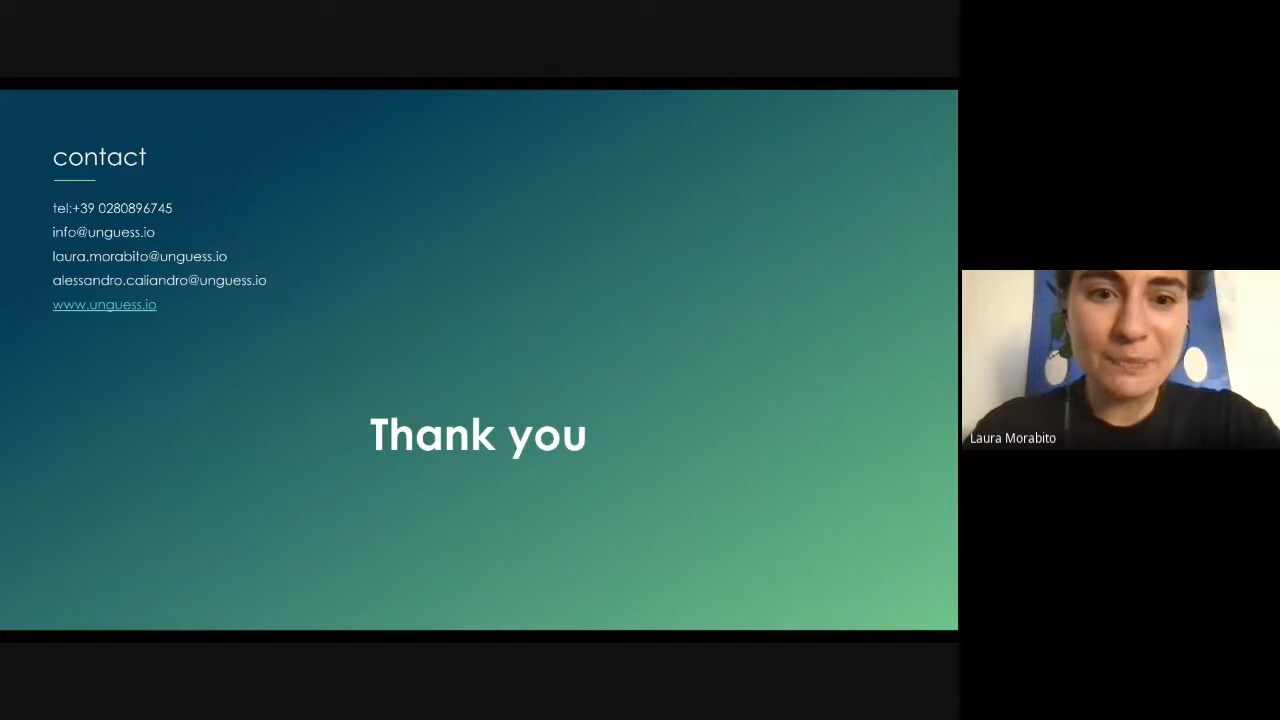 contact
tel:+39 0280896745
info@unguess.io
laura.morabito@unguess.io
alessandro.caliandro@unguess.io
www.unguess.io
Thank you
Laura Morabito